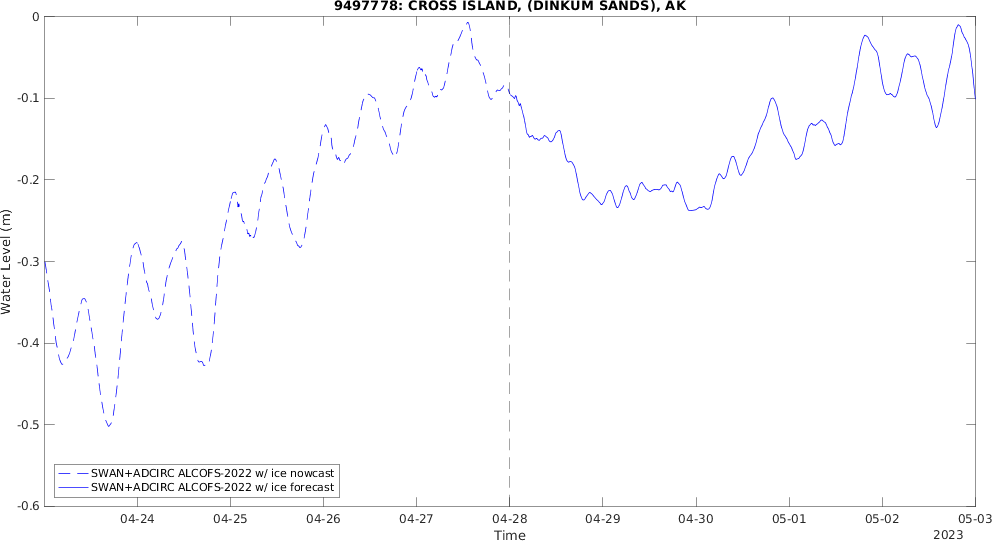 9497778: CROSS ISLAND, (DINKUM SANDS), AK
0
-0.1
-0.2
-0.3
-0.4
-0.5
-0.6
Water Level (m)
SWAN+ADCIRC ALCOFS-2022 w/ ice nowcast
SWAN+ADCIRC ALCOFS-2022 w/ ice forecast
04-24 04-25 04-26 04-27 04-28 04-29 04-30 05-01 05-02 05-03
Time
2023